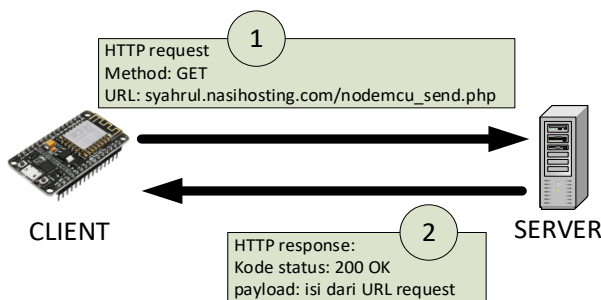 1
HTTP request
Method: GET
URL: syahrul.nasihosting.com/nodemcu_send.php
CLIENT
SERVER
2
HTTP response:
Kode status: 200 OK
payload: isi dari URL request